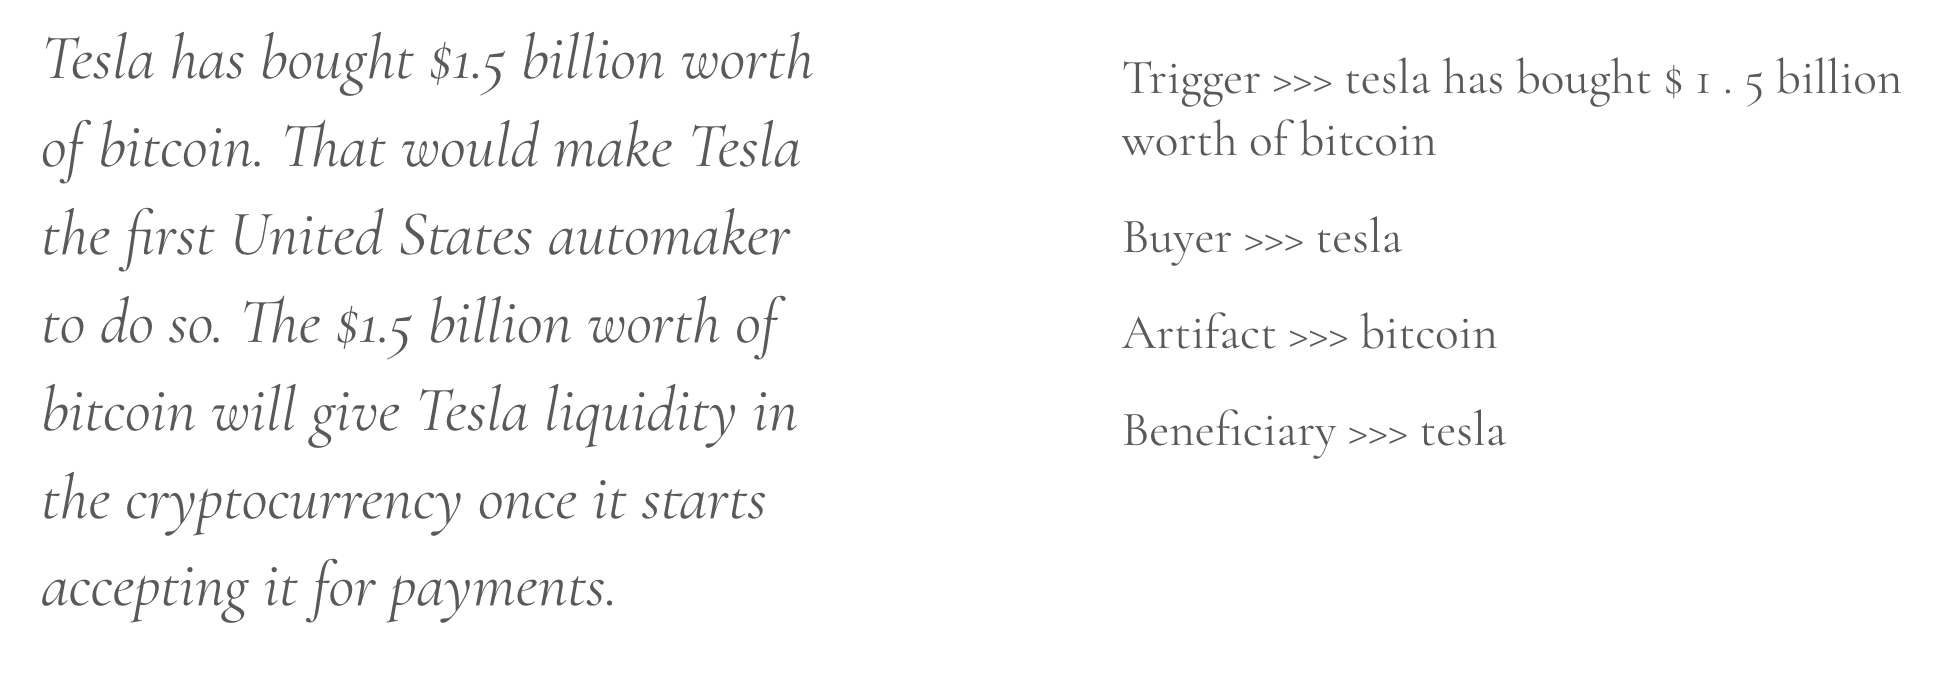 Tesla has bought $1.5 billion worth
of bitcoin. That would make Tesla
the first United States automaker
to do so. The $1.5 billion worth of
bitcoin will give Tesla liquidity in
the cryptocurrency once it starts
accepting it for payments.
Trigger >>> tesla has bought $ 1 . 5 billion
worth of bitcoin
Buyer >>> tesla
Artifact >>> bitcoin
Beneficiary >>> tesla